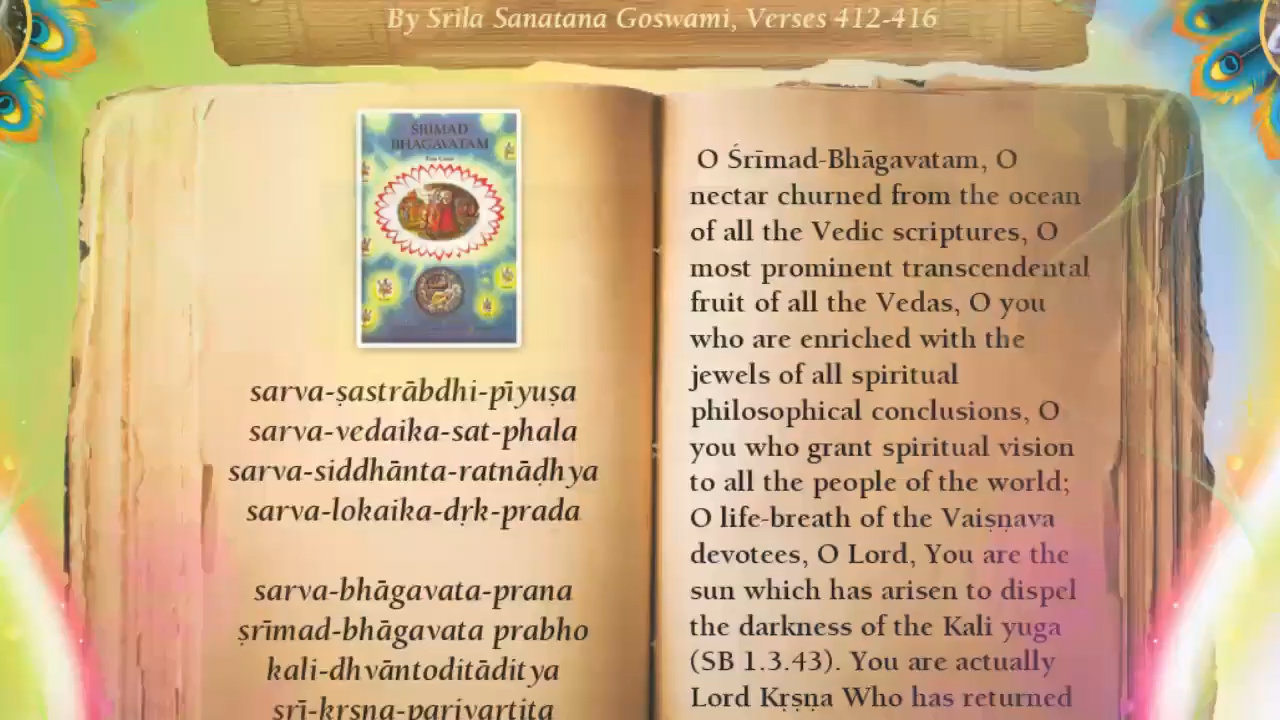 By Srila Sanatana Goswami, Verses 412-416
SRIMAD
BHAGAVATAM
sarva-ṣastrābdhi-pīyuṣa
sarva-vedaika-sat-phala
sarva-siddhānta-ratnāḍhya
sarva-lokaika-dṛk-prada
sarva-bhāgavata-prana
ṣrīmad-bhāgavata prabho
kali-dhvāntoditāditya
srī-kṛsṇa-parivartita
O Śrīmad-Bhāgavatam, O
nectar churned from the ocean
of all the Vedic scriptures, O
most prominent transcendental
fruit of all the Vedas, O you
who are enriched with the
jewels of all spiritual
philosophical conclusions, O
you who grant spiritual vision
to all the people of the world;
O life-breath of the Vaiṣṇava
devotees, O Lord, You are the
sun which has arisen to dispel
the darkness of the Kali yuga
(SB 1.3.43). You are actually
Lord Kṛṣṇa Who has returned